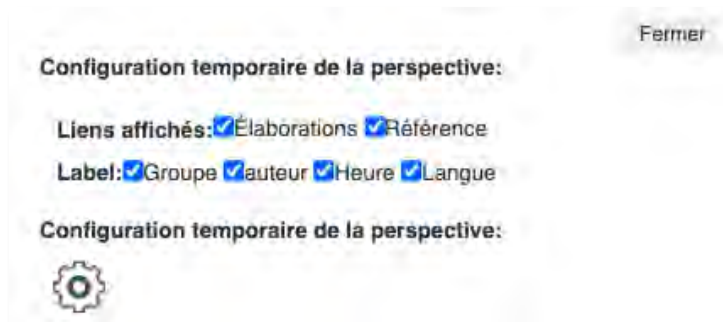 Fermer
Configuration temporaire de la perspective:
Liens affichés:Élaborations Référence
Label:Groupe auteur Heure Langue
Configuration temporaire de la perspective: